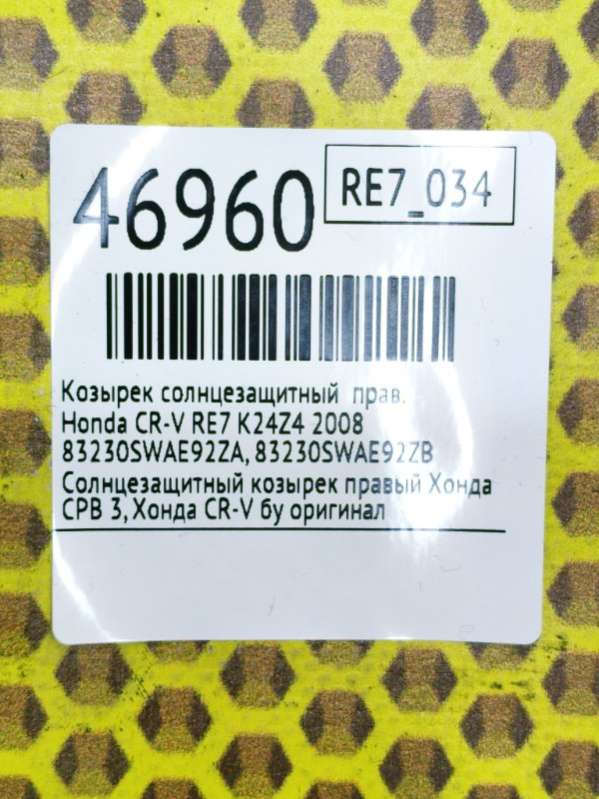 46960
RE7_034
Козырек солнцезащитный прав.
Honda CR-V RE7 K24Z4 2008
83230SWAE92ZA, 83230SWAE92ZB
Солнцезащитный козырек правый Хонда
СРВ 3, Хонда CR-V бу оригинал